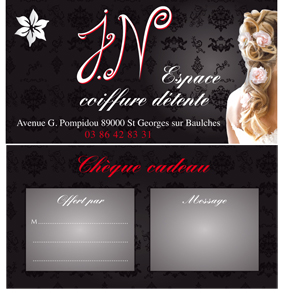 J.N
Espace
coiffure détente
Avenue G. Pompidou 89000 St Georges sur Baulches
03 86 42 83 31
Chèque cadeau
Offert par
Message
M